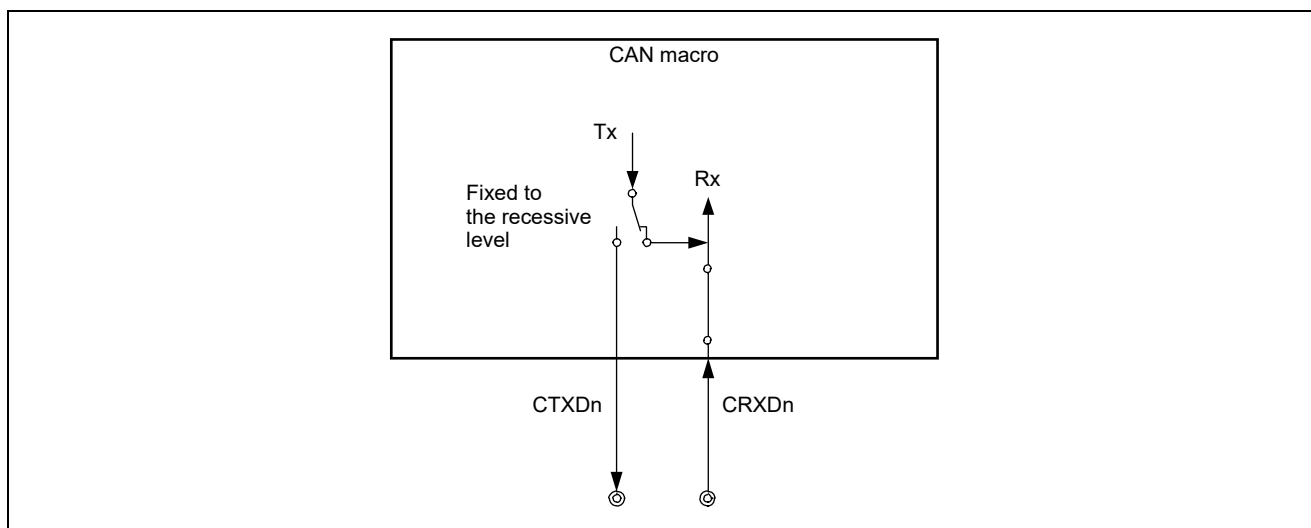 CAN macro
Tx
Rx
Fixed to
the recessive
level
CTXDn
CRXDn